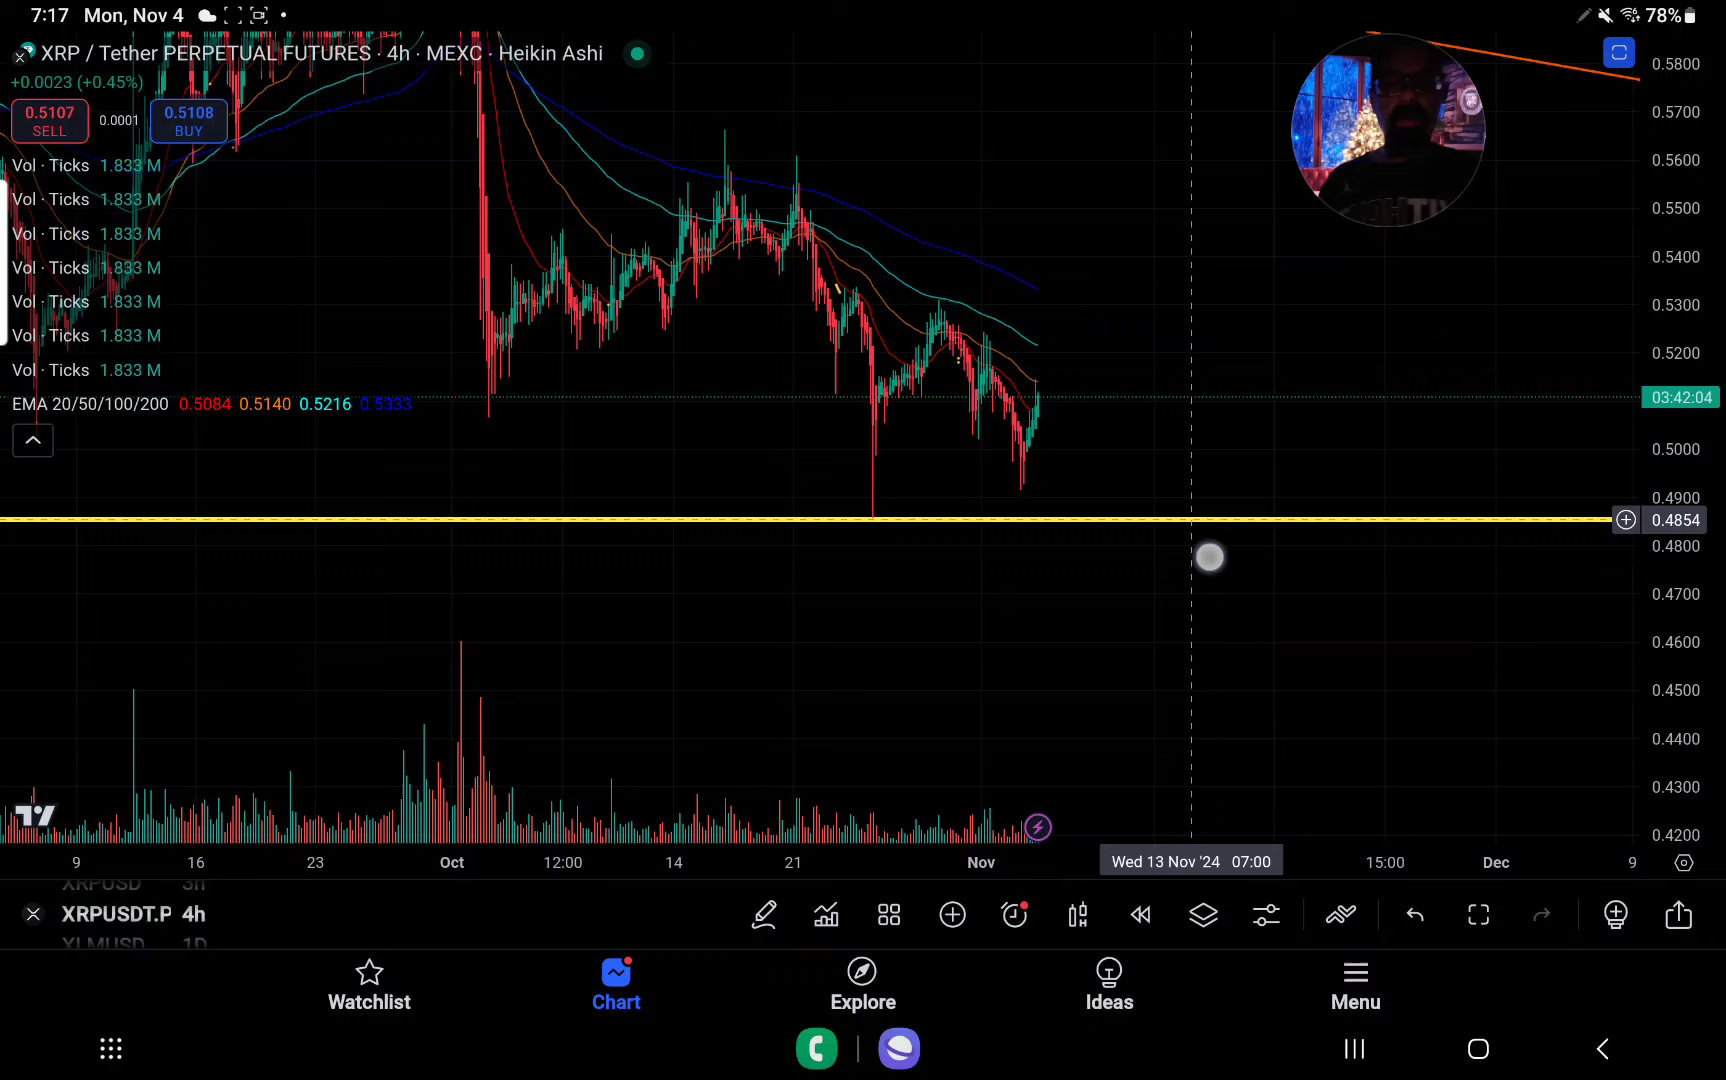 7:17 Mon, Nov 4
78%
XRP / Tether PERPETUAL FUTURES · 4h · MEXC · Heikin Ashi
+0.0023 (+0.45%)
0.5107
SELL
0.0001
0.5108
BUY
Vol · Ticks 1.833 M
Vol · Ticks 1.833 M
Vol · Ticks 1.833 M
Vol · Ticks 1.833 M
Vol · Ticks 1.833 M
Vol · Ticks 1.833 M
Vol · Ticks 1.833 M
EMA 20/50/100/200 0.5084 0.5140 0.5216 0.5333
0.5800
0.5700
0.5600
0.5500
0.5400
0.5300
0.5200
03:42:04
0.5000
0.4900
0.4854
0.4800
0.4700
0.4600
0.4500
0.4400
0.4300
0.4200
9 16 23 Oct 12:00 14 21 Nov Wed 13 Nov '24 07:00 15:00 Dec 9
XRPUSD 3h
XRPUSDT.P 4h
XLMUSD 1D
Watchlist
Chart
Explore
Ideas
Menu